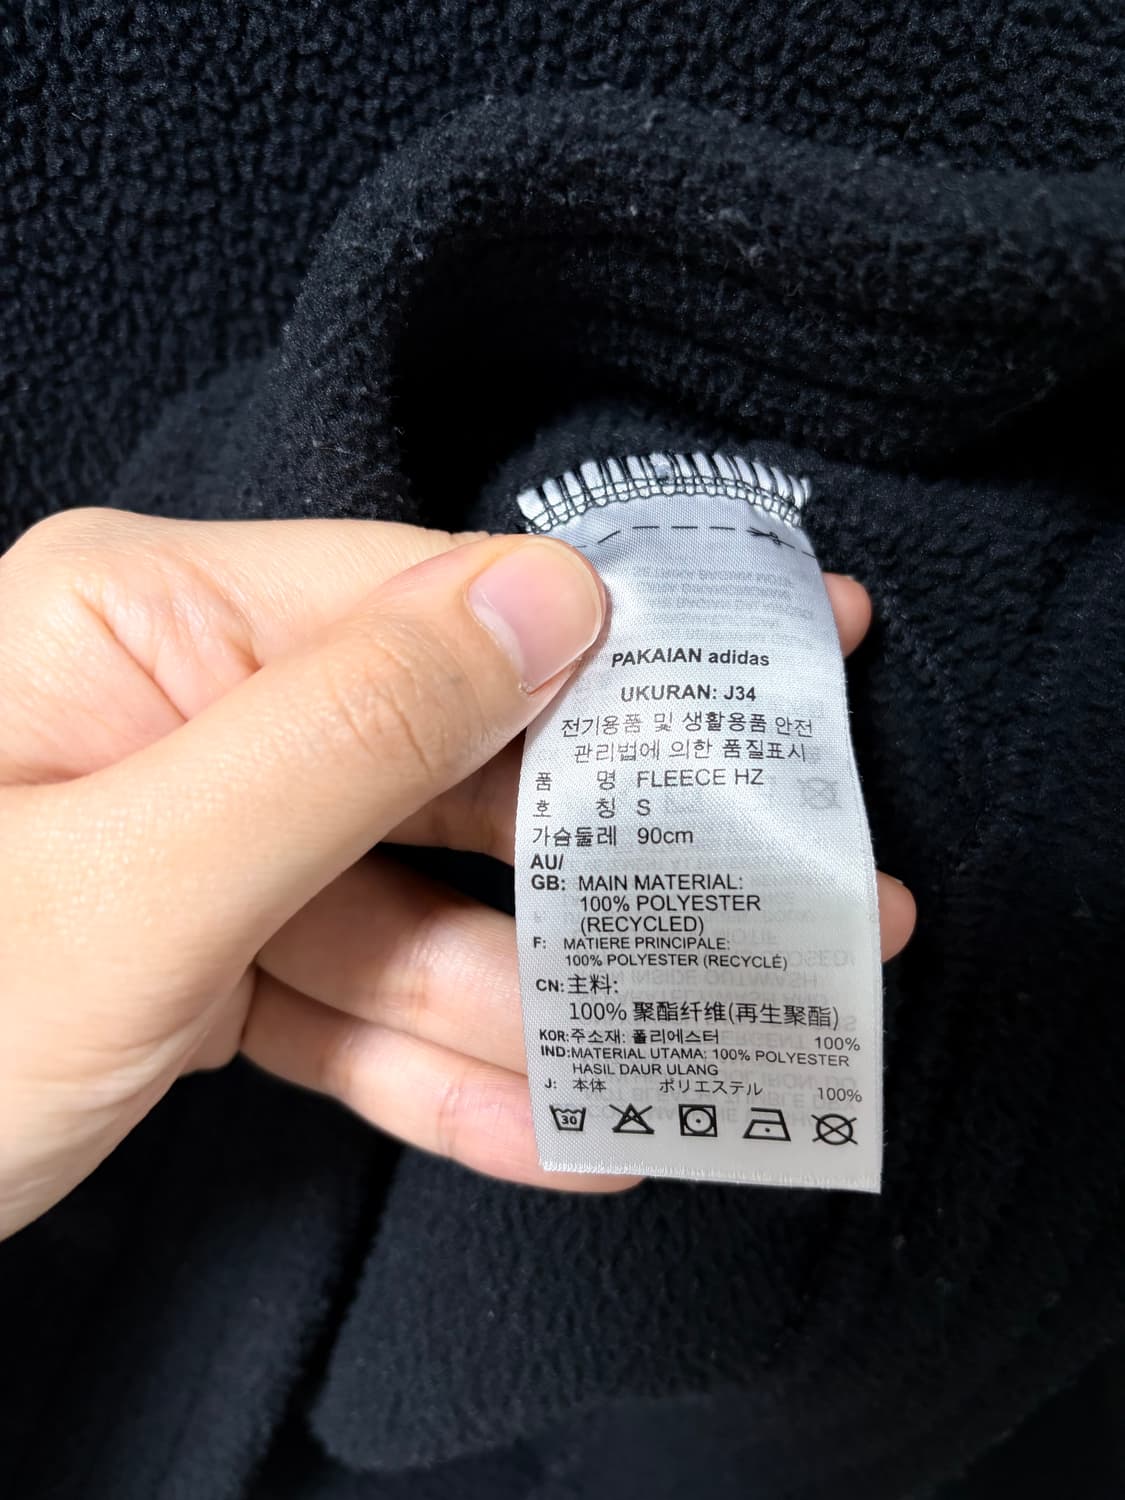 PAKAIAN adidas
UKURAN: J34
전기용품 및 생활용품 안전
관리법에 의한 품질표시
품 명 FLEECE HZ
호 칭 S
가슴둘레 90cm
AU/
GB: MAIN MATERIAL:
100% POLYESTER
(RECYCLED)
F: MATIERE PRINCIPALE:
100% POLYESTER (RECYCLÉ)
CN: 主料:
100% 聚酯纤维(再生聚酯)
KOR: 주소재: 폴리에스터 100%
IND: MATERIAL UTAMA: 100% POLYESTER
HASIL DAUR ULANG
J: 本体 ポリエステル 100%
30